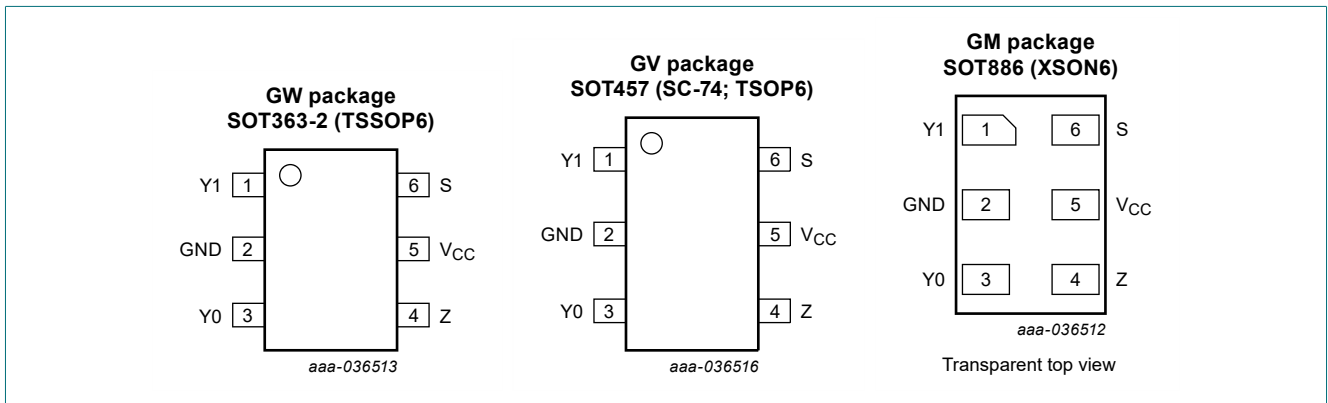 GW package
SOT363-2 (TSSOP6)
Y1 1 6 S
GND 2 5 VCC
Y0 3 4 Z
aaa-036513
GV package
SOT457 (SC-74; TSOP6)
Y1 1 6 S
GND 2 5 VCC
Y0 3 4 Z
aaa-036516
GM package
SOT886 (XSON6)
Y1 1 6 S
GND 2 5 VCC
Y0 3 4 Z
aaa-036512
Transparent top view